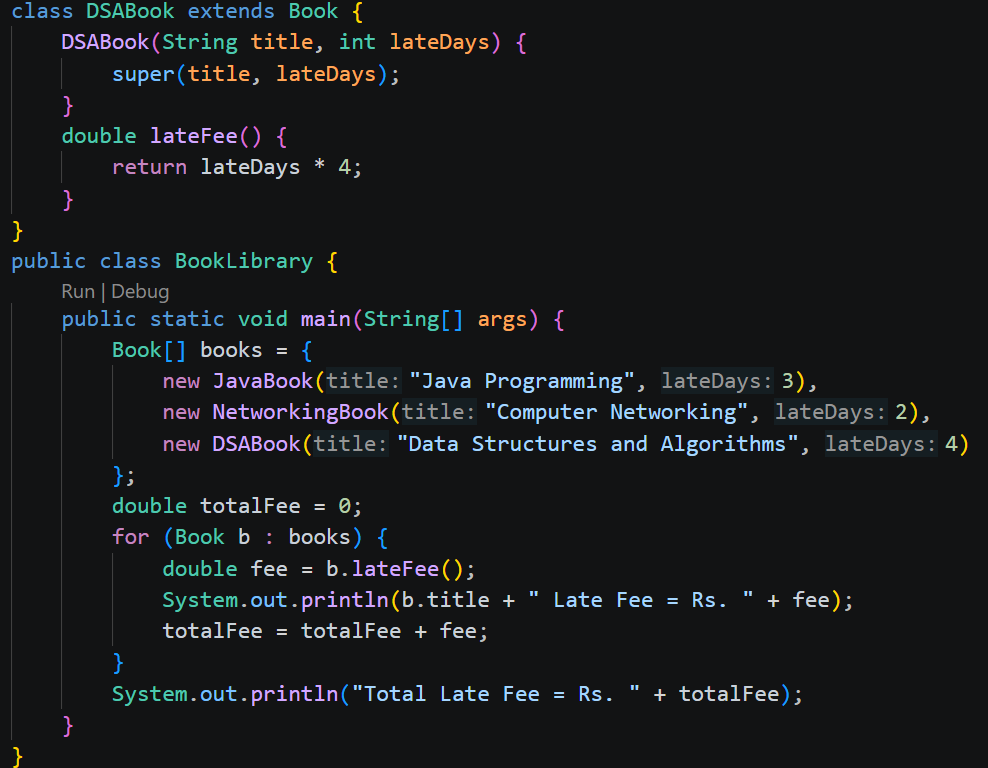 class DSABook extends Book {
    DSABook(String title, int lateDays) {
        super(title, lateDays);
    }
    double lateFee() {
        return lateDays * 4;
    }
}
public class BookLibrary {
    Run | Debug
    public static void main(String[] args) {
        Book[] books = {
            new JavaBook(title: "Java Programming", lateDays: 3),
            new NetworkingBook(title: "Computer Networking", lateDays: 2),
            new DSABook(title: "Data Structures and Algorithms", lateDays: 4)
        };
        double totalFee = 0;
        for (Book b : books) {
            double fee = b.lateFee();
            System.out.println(b.title + " Late Fee = Rs. " + fee);
            totalFee = totalFee + fee;
        }
        System.out.println("Total Late Fee = Rs. " + totalFee);
    }
}